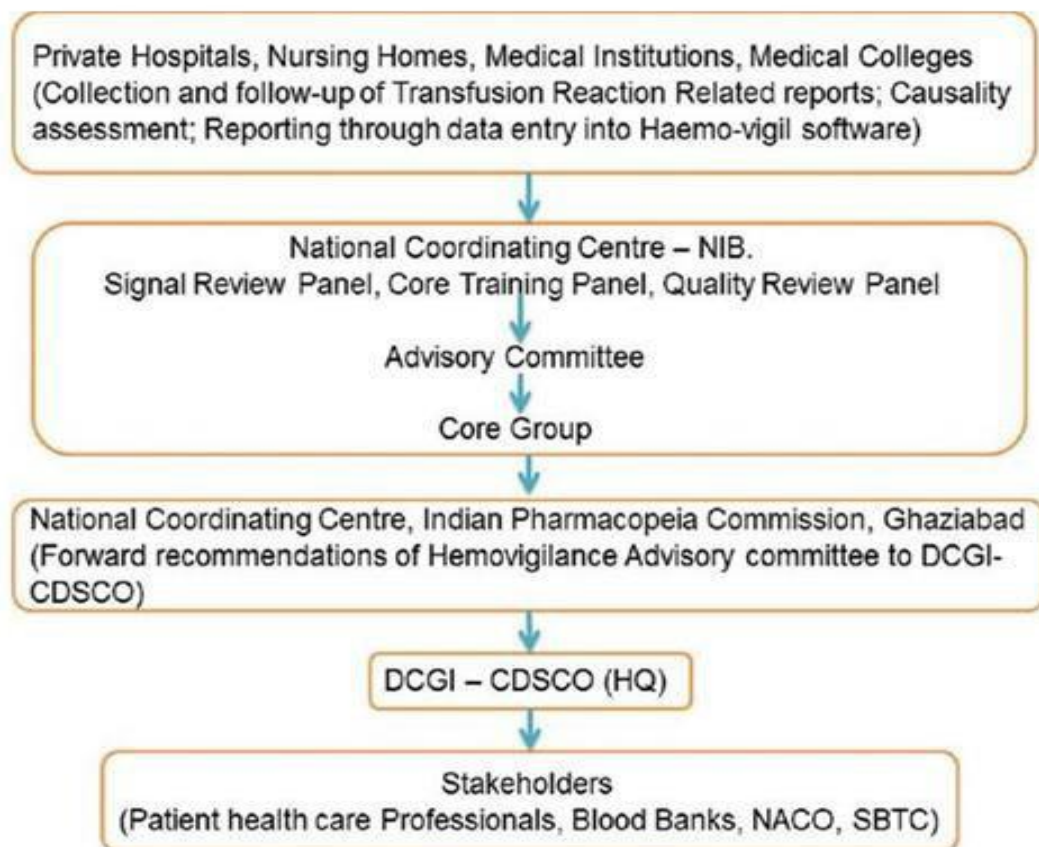 Private Hospitals, Nursing Homes, Medical Institutions, Medical Colleges
(Collection and follow-up of Transfusion Reaction Related reports; Causality
assessment; Reporting through data entry into Haemo-vigil software)
National Coordinating Centre – NIB.
Signal Review Panel, Core Training Panel, Quality Review Panel
Advisory Committee
Core Group
National Coordinating Centre, Indian Pharmacopeia Commission, Ghaziabad
(Forward recommendations of Hemovigilance Advisory committee to DCGI-
CDSCO)
DCGI – CDSCO (HQ)
Stakeholders
(Patient health care Professionals, Blood Banks, NACO, SBTC)